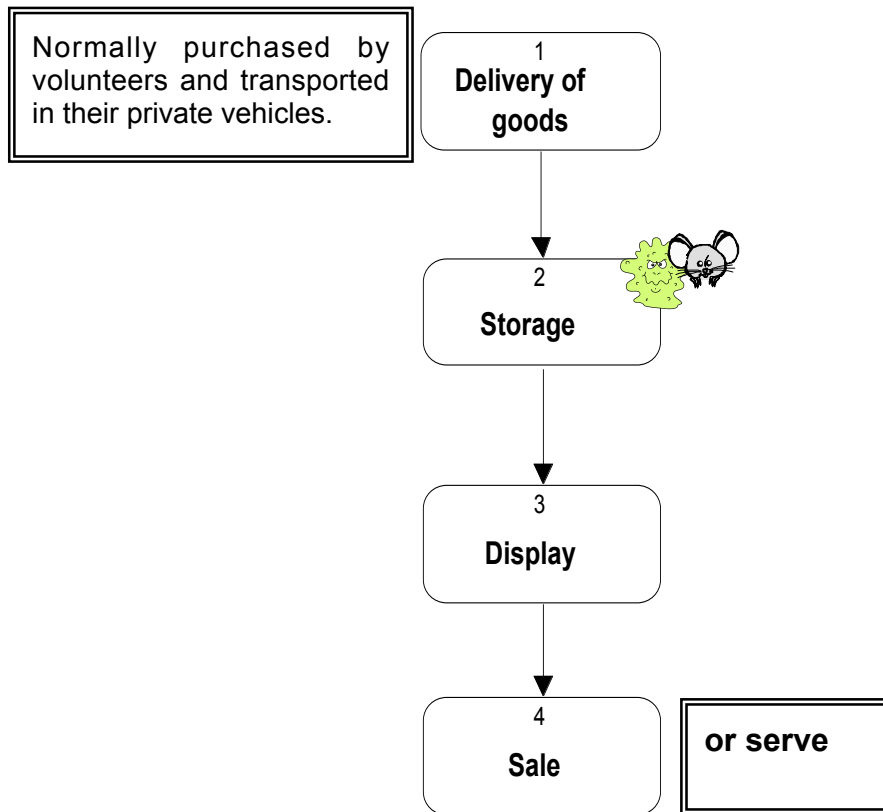 Normally purchased by
volunteers and transported
in their private vehicles.
1
Delivery of
goods
2
Storage
3
Display
4
Sale
or serve